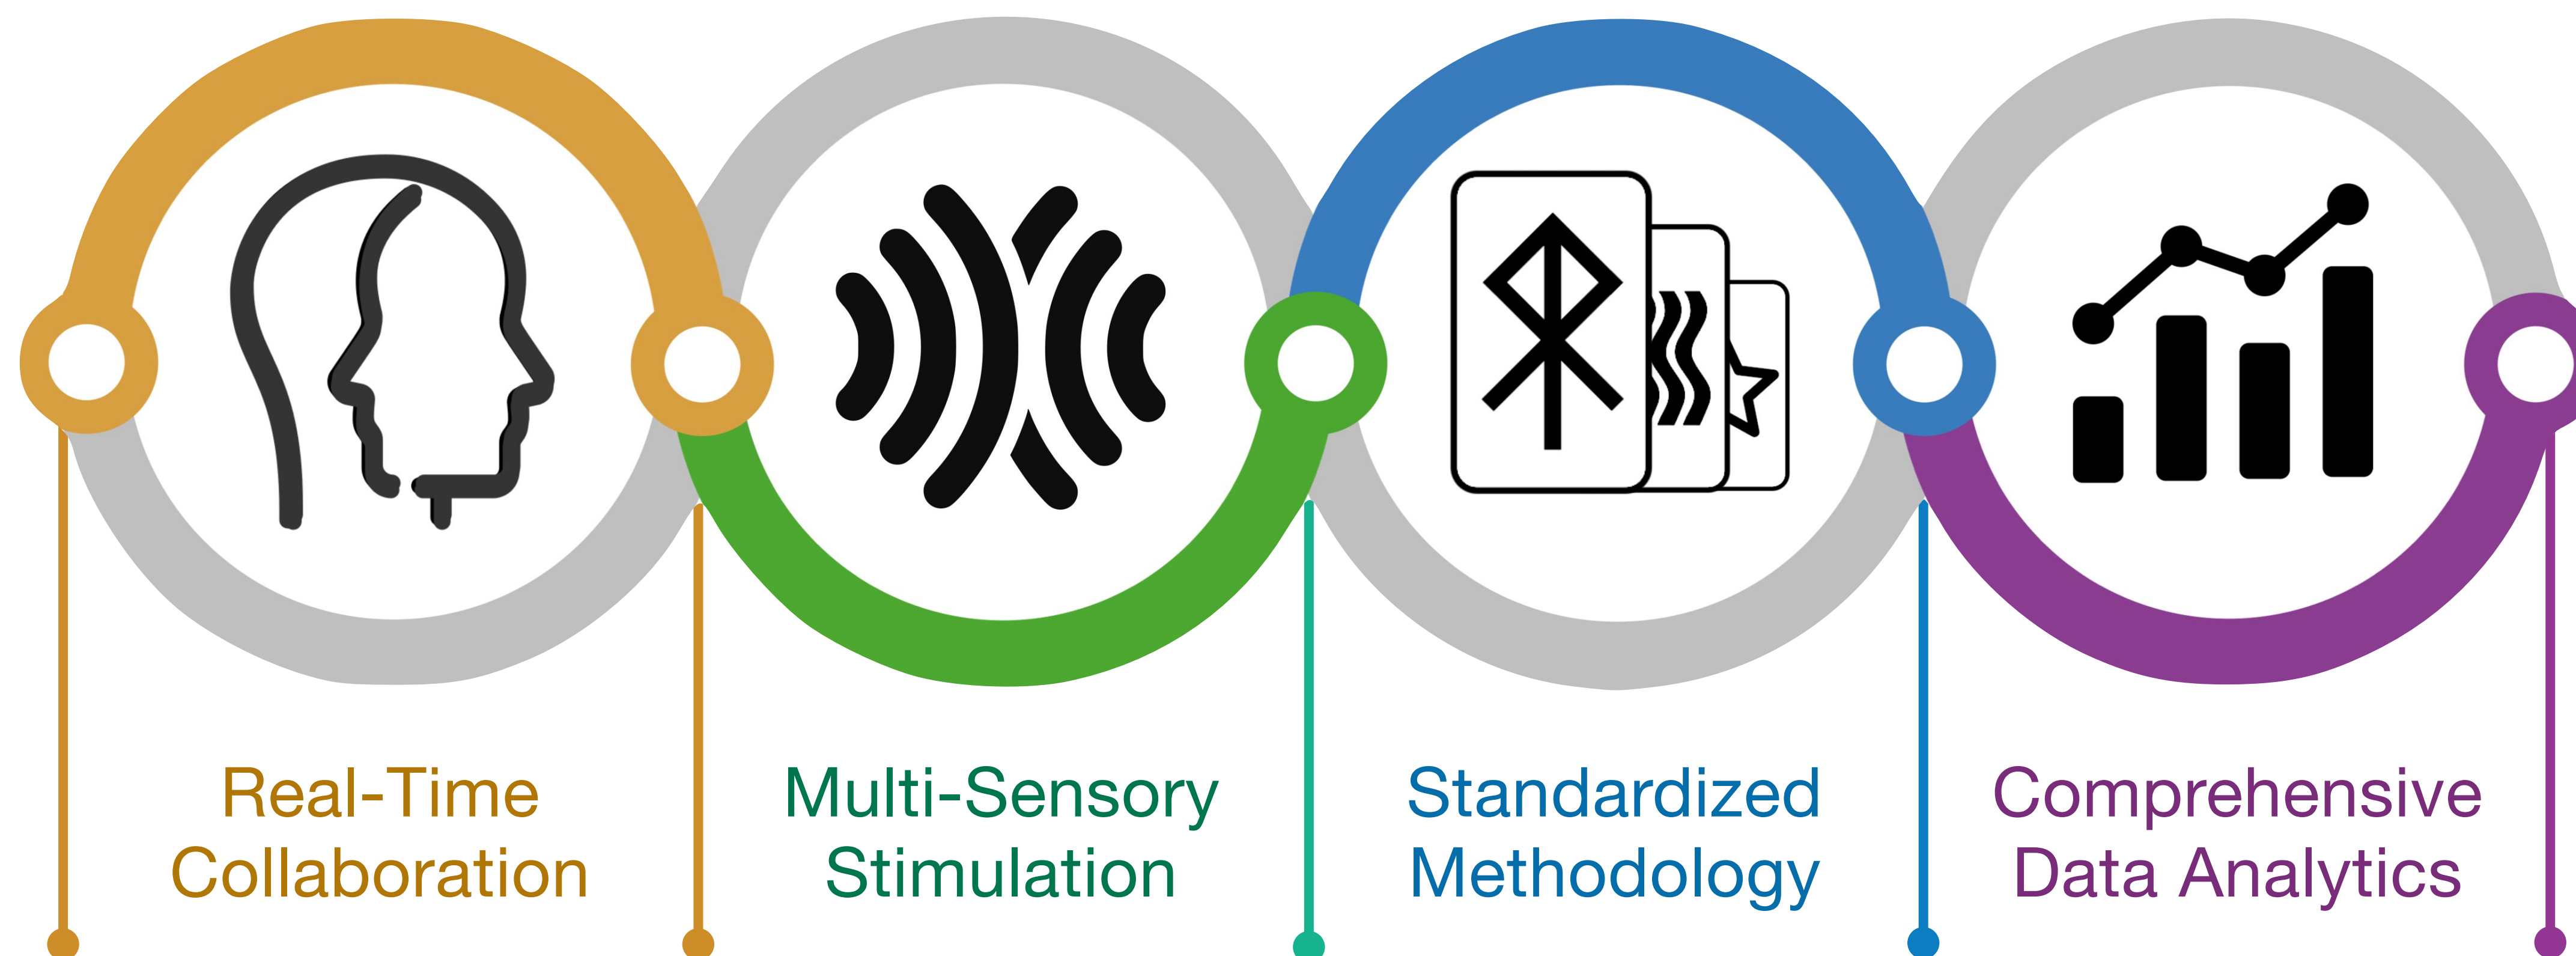 Real-Time
Collaboration
Multi-Sensory
Stimulation
Standardized
Methodology
Comprehensive
Data Analytics